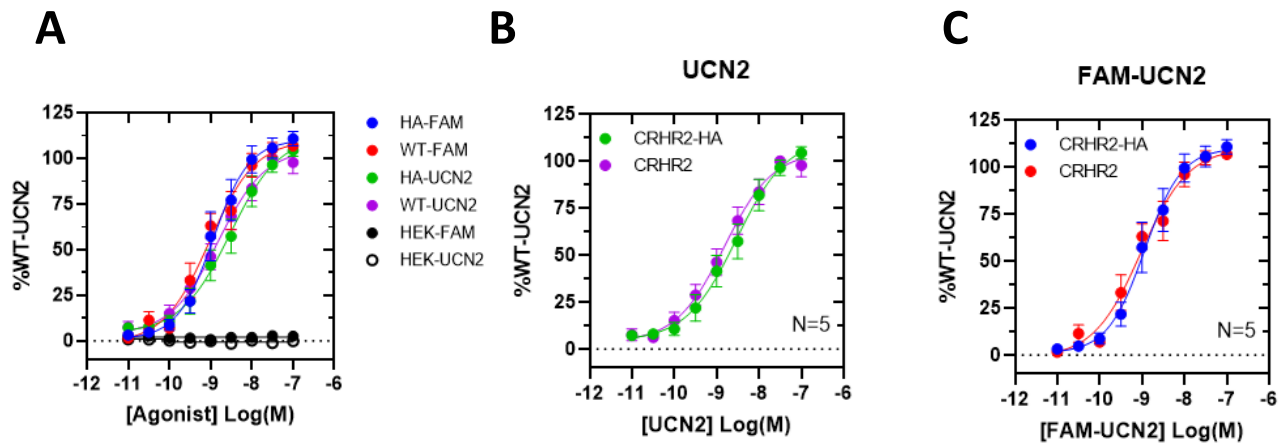 A
B
C
UCN2
FAM-UCN2
%WT-UCN2
125
100
75
50
25
0
-12 -11 -10 -9 -8 -7 -6
[Agonist] Log(M)
HA-FAM
WT-FAM
HA-UCN2
WT-UCN2
HEK-FAM
HEK-UCN2
%WT-UCN2
125
100
75
50
25
0
CRHR2-HA
CRHR2
N=5
-12 -11 -10 -9 -8 -7 -6
[UCN2] Log(M)
%WT-UCN2
125
100
75
50
25
0
CRHR2-HA
CRHR2
N=5
-12 -11 -10 -9 -8 -7 -6
[FAM-UCN2] Log(M)